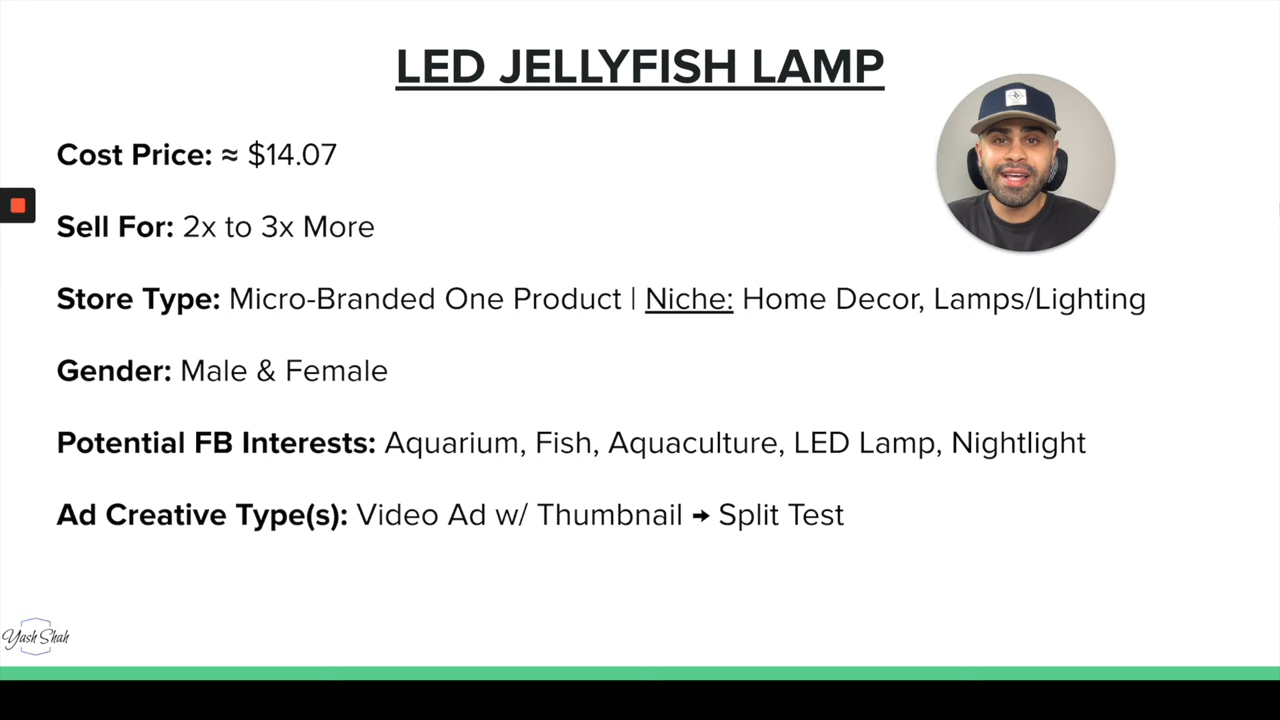 LED JELLYFISH LAMP
Cost Price: ≈ $14.07
Sell For: 2x to 3x More
Store Type: Micro-Branded One Product | Niche: Home Decor, Lamps/Lighting
Gender: Male & Female
Potential FB Interests: Aquarium, Fish, Aquaculture, LED Lamp, Nightlight
Ad Creative Type(s): Video Ad w/ Thumbnail → Split Test
Yash Shah